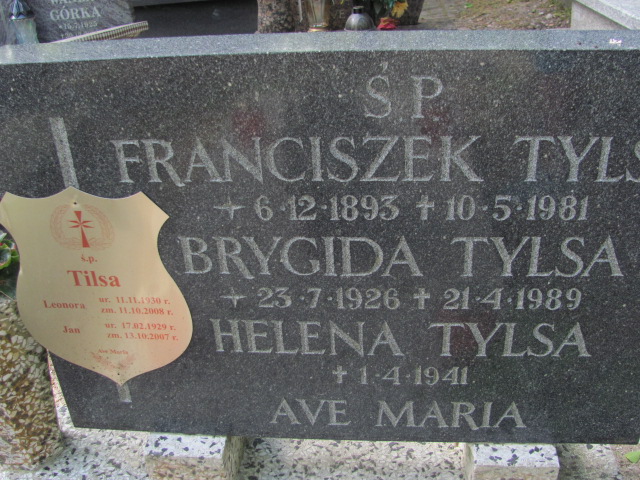 GÓRKA
Ś.P.
FRANCISZEK TYLS
6·12·1893 ✝ 10·5·1981
BRYGIDA TYLSA
23·7·1926 ✝ 21·4·1989
HELENA TYLSA
✝ 1·4·1941
AVE MARIA
ś.p.
Tilsa
Leonora ur. 11.11.1930 r.
zm. 11.10.2008 r.
Jan ur. 17.02.1929 r.
zm. 13.10.2007 r.
Ave Maria